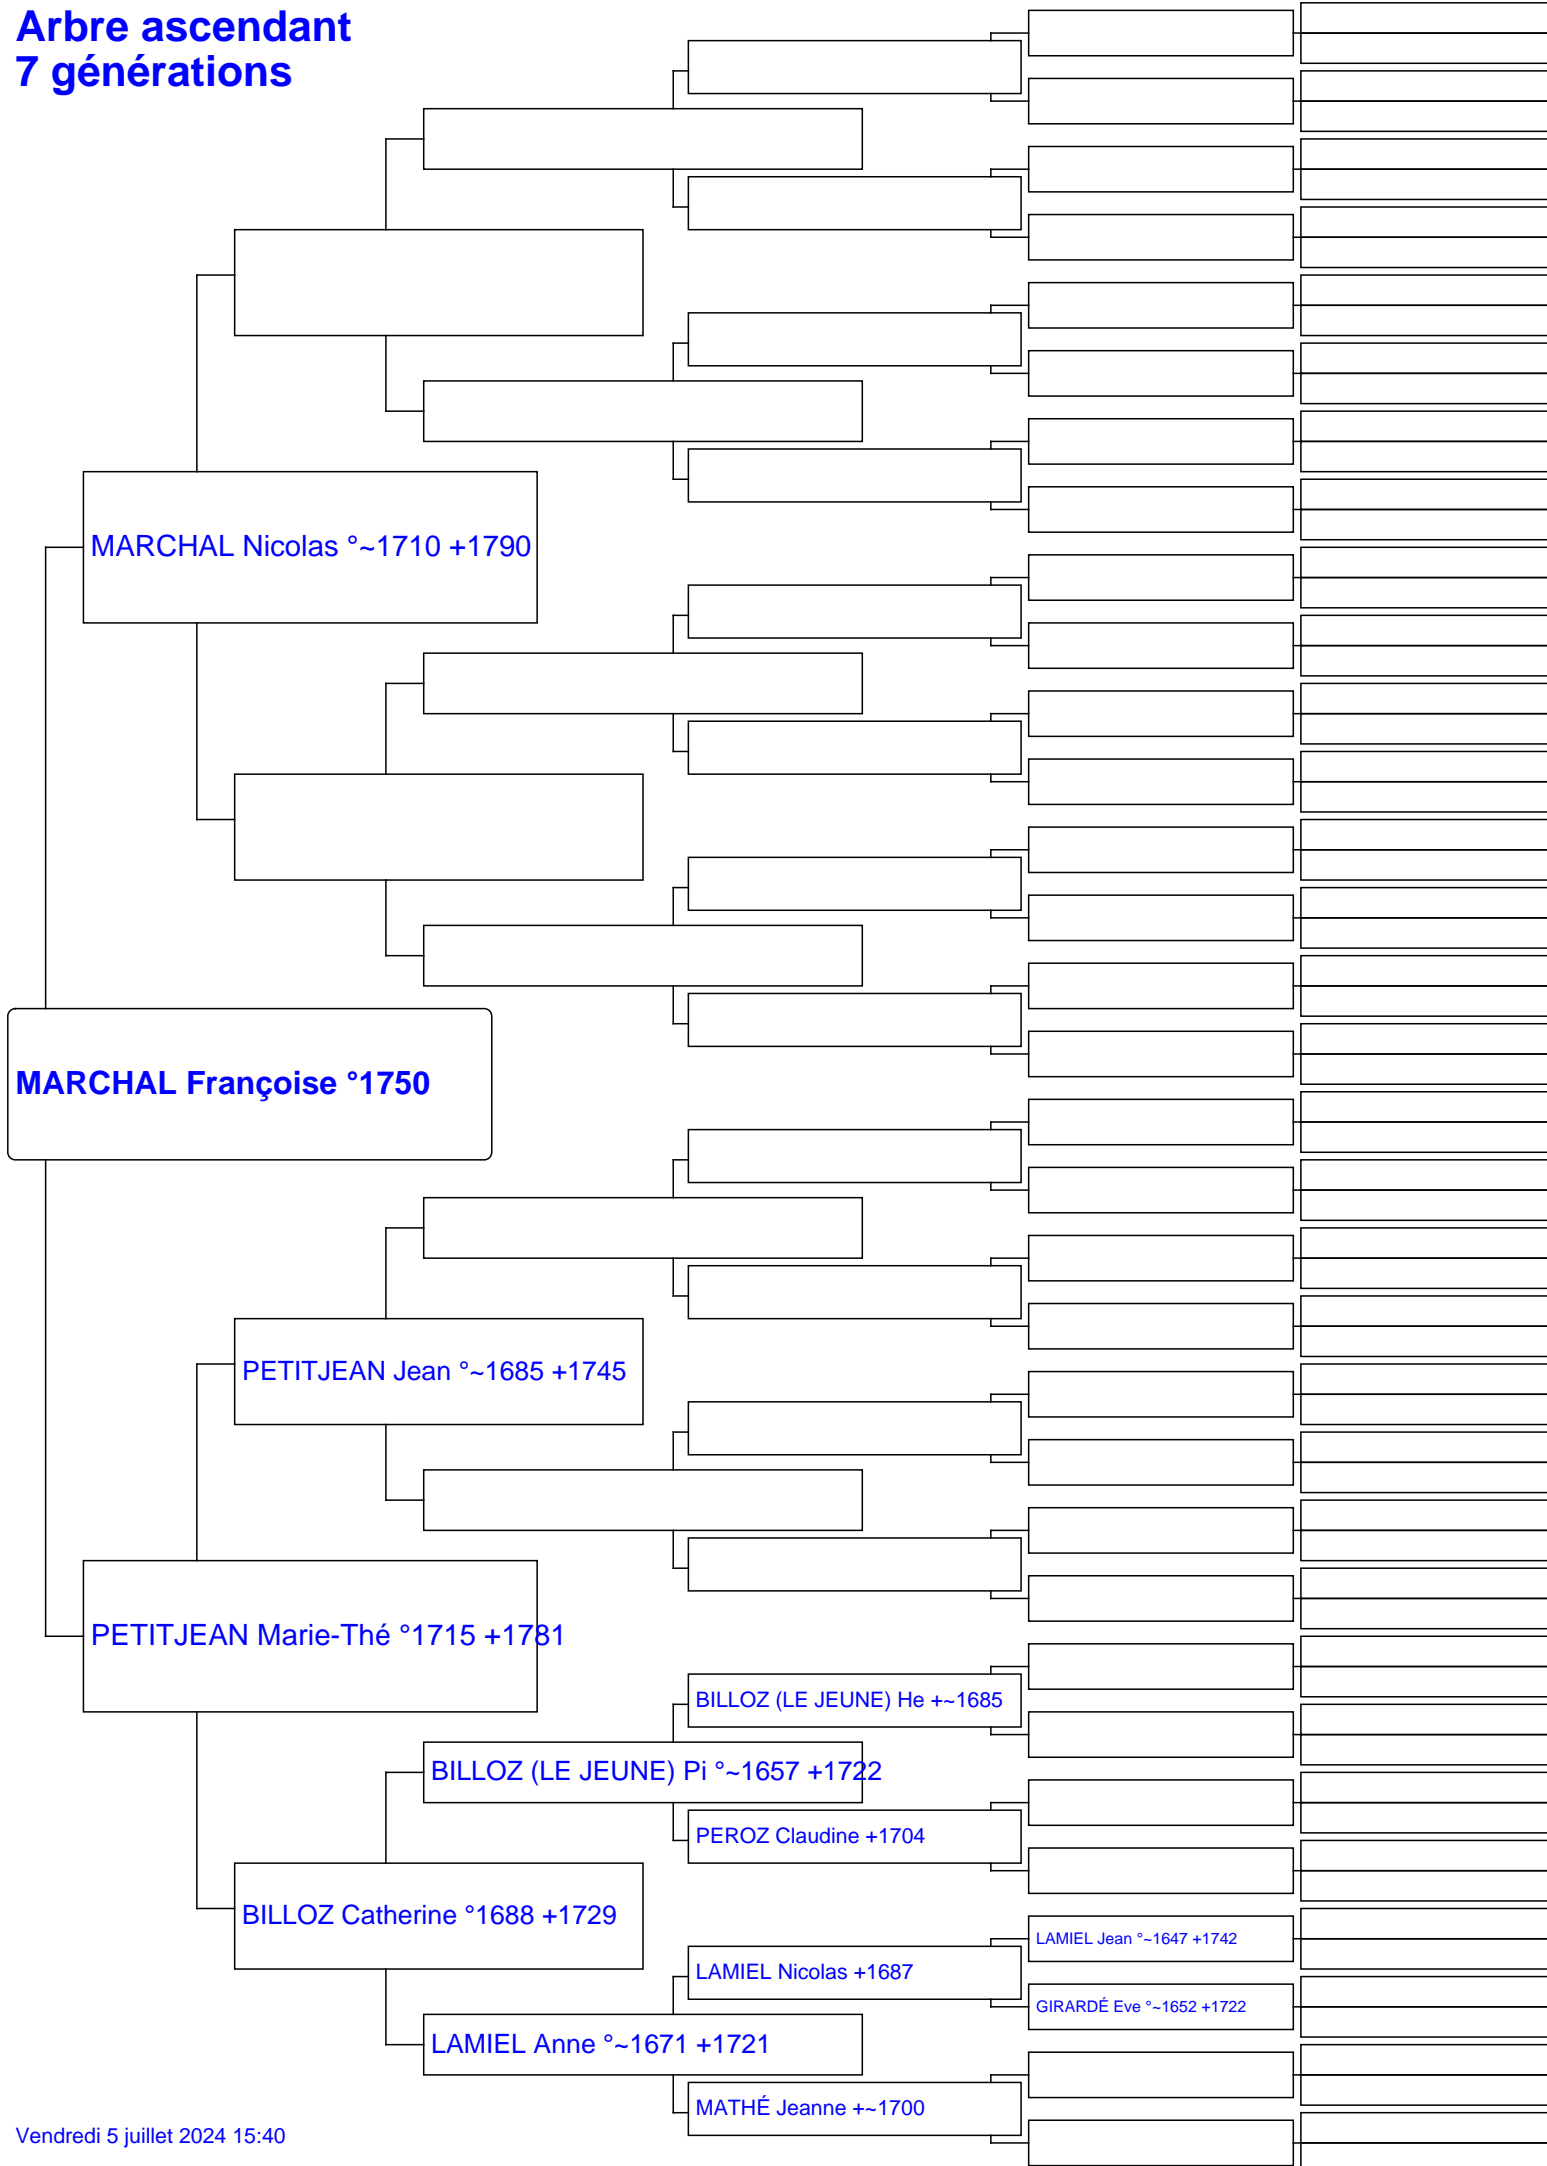 Arbre ascendant
7 générations
MARCHAL Nicolas °~1710 +1790
MARCHAL Françoise °1750
PETITJEAN Jean °~1685 +1745
PETITJEAN Marie-Thé °1715 +1781
BILLOZ (LE JEUNE) He +~1685
BILLOZ (LE JEUNE) Pi °~1657 +1722
PEROZ Claudine +1704
BILLOZ Catherine °1688 +1729
LAMIEL Jean °~1647 +1742
LAMIEL Nicolas +1687
GIRARDÉ Eve °~1652 +1722
LAMIEL Anne °~1671 +1721
MATHÉ Jeanne +~1700
Vendredi 5 juillet 2024 15:40